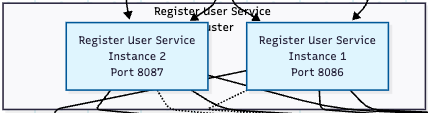 Register User Service
Register User Service
Instance 2
Port 8087
Register User Service
Instance 1
Port 8086